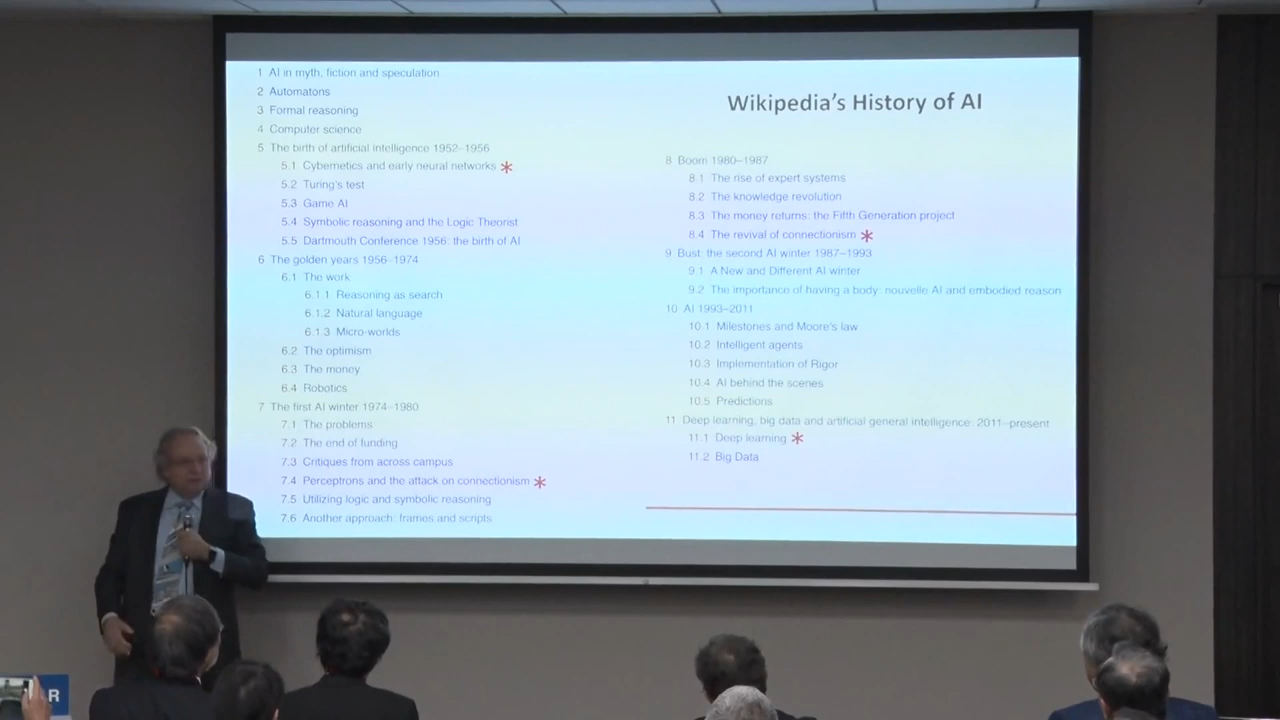 1 AI in myth, fiction and speculation
2 Automatons
3 Formal reasoning
4 Computer science
5 The birth of artificial intelligence 1952–1956
5.1 Cybernetics and early neural networks *
5.2 Turing's test
5.3 Game AI
5.4 Symbolic reasoning and the Logic Theorist
5.5 Dartmouth Conference 1956: the birth of AI
6 The golden years 1956–1974
6.1 The work
6.1.1 Reasoning as search
6.1.2 Natural language
6.1.3 Micro-worlds
6.2 The optimism
6.3 The money
6.4 Robotics
7 The first AI winter 1974–1980
7.1 The problems
7.2 The end of funding
7.3 Critiques from across campus
7.4 Perceptrons and the attack on connectionism *
7.5 Utilizing logic and symbolic reasoning
7.6 Another approach: frames and scripts
Wikipedia's History of AI
8 Boom 1980–1987
8.1 The rise of expert systems
8.2 The knowledge revolution
8.3 The money returns: the Fifth Generation project
8.4 The revival of connectionism *
9 Bust: the second AI winter 1987–1993
9.1 A New and Different AI winter
9.2 The importance of having a body: nouvelle AI and embodied reason
10 AI 1993–2011
10.1 Milestones and Moore's law
10.2 Intelligent agents
10.3 Implementation of Rigor
10.4 AI behind the scenes
10.5 Predictions
11 Deep learning, big data and artificial general intelligence: 2011–present
11.1 Deep learning *
11.2 Big Data
R